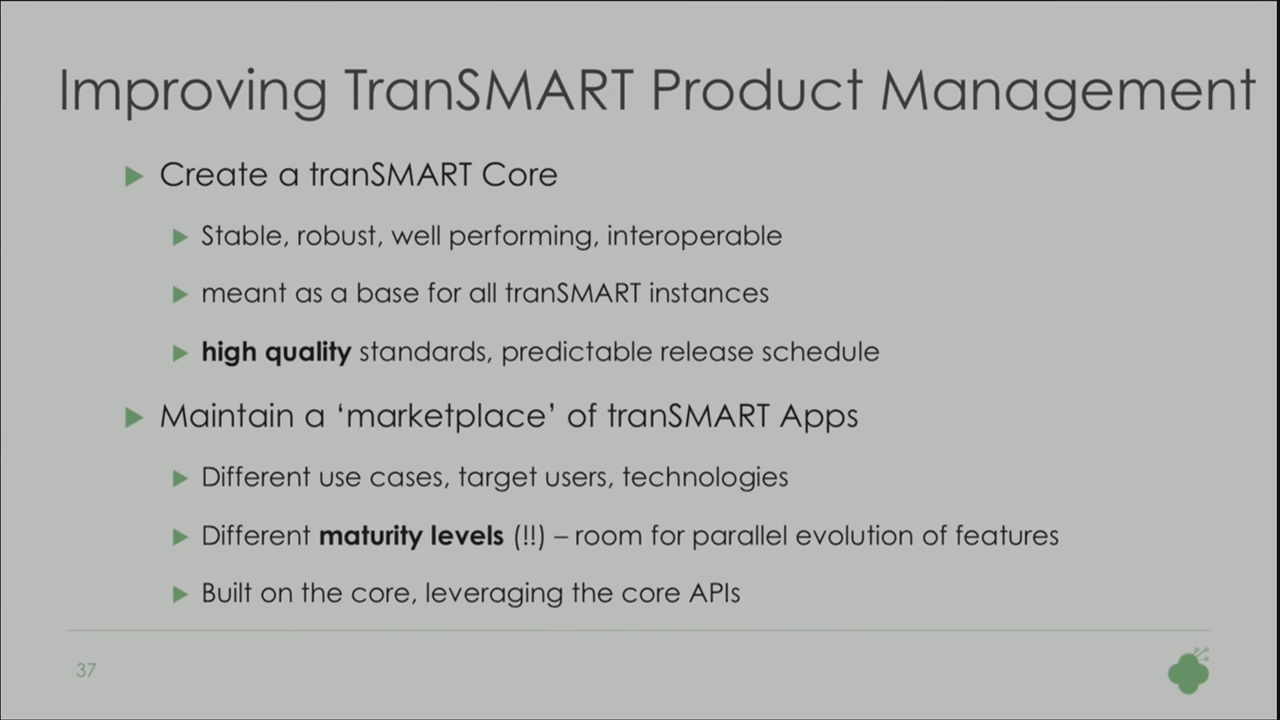 Improving TranSMART Product Management
Create a tranSMART Core
Stable, robust, well performing, interoperable
meant as a base for all tranSMART instances
high quality standards, predictable release schedule
Maintain a ‘marketplace’ of tranSMART Apps
Different use cases, target users, technologies
Different maturity levels (!!) – room for parallel evolution of features
Built on the core, leveraging the core APIs
37